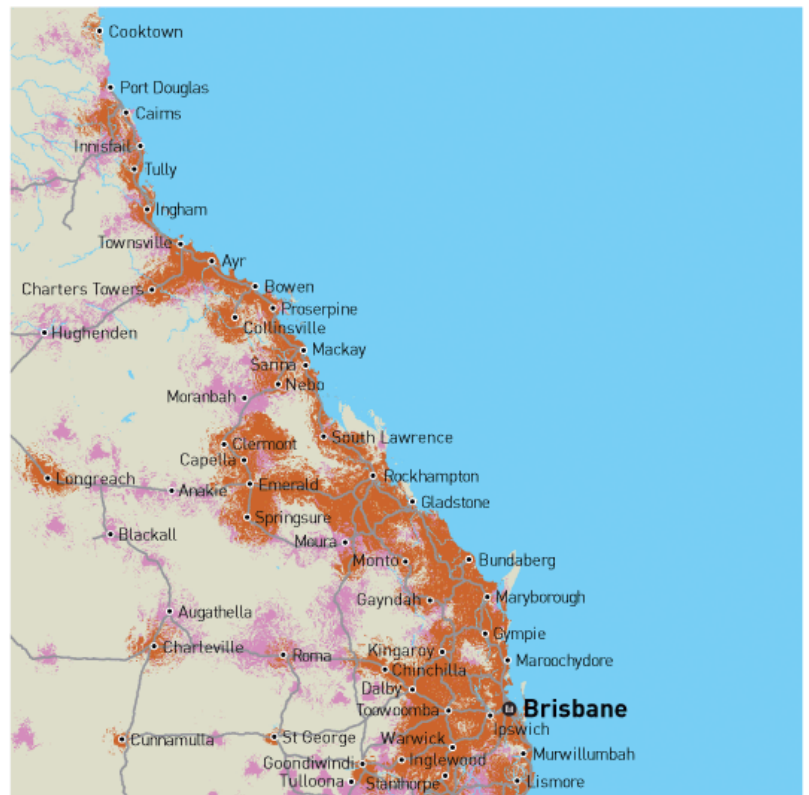 Cooktown
Port Douglas
Cairns
Innisfail
Tully
Ingham
Townsville
Ayr
Charters Towers
Bowen
Proserpine
Collinsville
Hughenden
Mackay
Sarina
Nebo
Moranbah
South Lawrence
Clermont
Capella
Rockhampton
Longreach
Anakie
Emerald
Gladstone
Springsure
Blackall
Moura
Monto
Bundaberg
Gayndah
Maryborough
Augathella
Gympie
Charleville
Roma
Kingaroy
Maroochydore
Chinchilla
Dalby
Toowoomba
Brisbane
Ipswich
Cunnamulla
St George
Warwick
Murwillumbah
Goondiwindi
Inglewood
Tulloona
Stanthorpe
Lismore